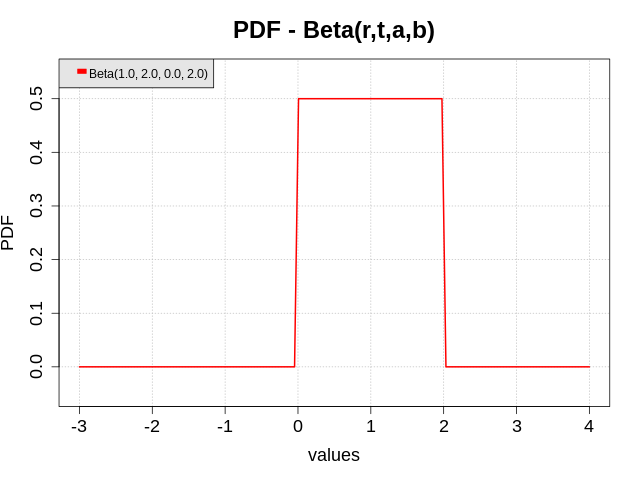 PDF - Beta(r,t,a,b)
Beta(1.0, 2.0, 0.0, 2.0)
PDF
0.5
0.4
0.3
0.2
0.1
0.0
-3 -2 -1 0 1 2 3 4
values